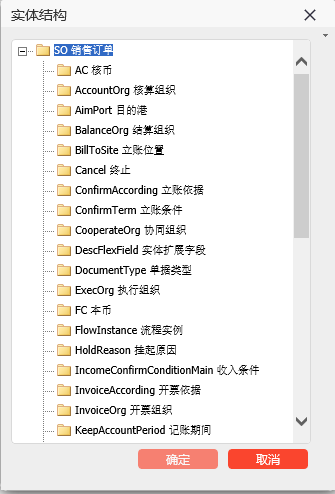 实体结构
SO 销售订单
AC 核币
AccountOrg 核算组织
AimPort 目的港
BalanceOrg 结算组织
BillToSite 立账位置
Cancel 终止
ConfirmAccording 立账依据
ConfirmTerm 立账条件
CooperateOrg 协同组织
DescFlexField 实体扩展字段
DocumentType 单据类型
ExecOrg 执行组织
FC 本币
FlowInstance 流程实例
HoldReason 挂起原因
IncomeConfirmConditionMain 收入条件
InvoiceAccording 开票依据
InvoiceOrg 开票组织
KeepAccountPeriod 记账期间
确定 取消